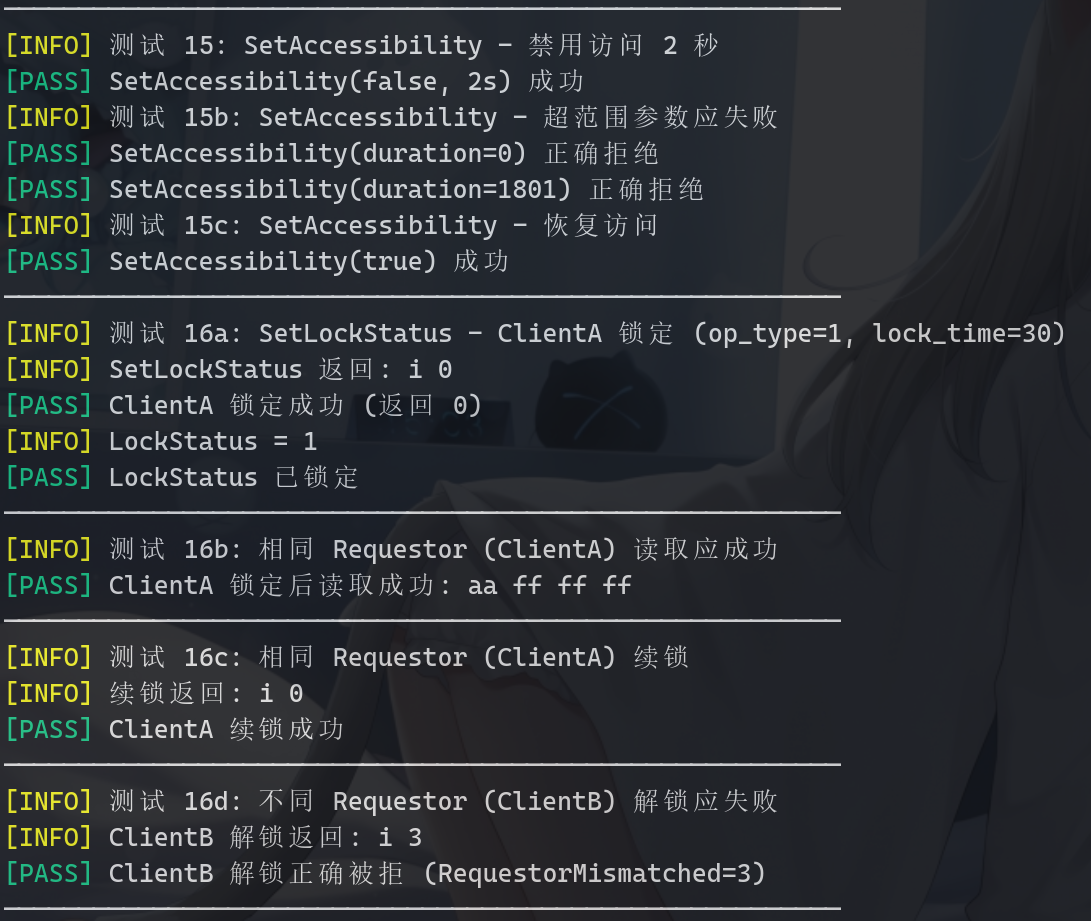 [INFO] 测试 15: SetAccessibility - 禁用访问 2 秒
[PASS] SetAccessibility(false, 2s) 成功
[INFO] 测试 15b: SetAccessibility - 超范围参数应失败
[PASS] SetAccessibility(duration=0) 正确拒绝
[PASS] SetAccessibility(duration=1801) 正确拒绝
[INFO] 测试 15c: SetAccessibility - 恢复访问
[PASS] SetAccessibility(true) 成功
[INFO] 测试 16a: SetLockStatus - ClientA 锁定 (op_type=1, lock_time=30)
[INFO] SetLockStatus 返回: i 0
[PASS] ClientA 锁定成功 (返回 0)
[INFO] LockStatus = 1
[PASS] LockStatus 已锁定
[INFO] 测试 16b: 相同 Requestor (ClientA) 读取应成功
[PASS] ClientA 锁定后读取成功: aa ff ff ff
[INFO] 测试 16c: 相同 Requestor (ClientA) 续锁
[INFO] 续锁返回: i 0
[PASS] ClientA 续锁成功
[INFO] 测试 16d: 不同 Requestor (ClientB) 解锁应失败
[INFO] ClientB 解锁返回: i 3
[PASS] ClientB 解锁正确被拒 (RequestorMismatched=3)